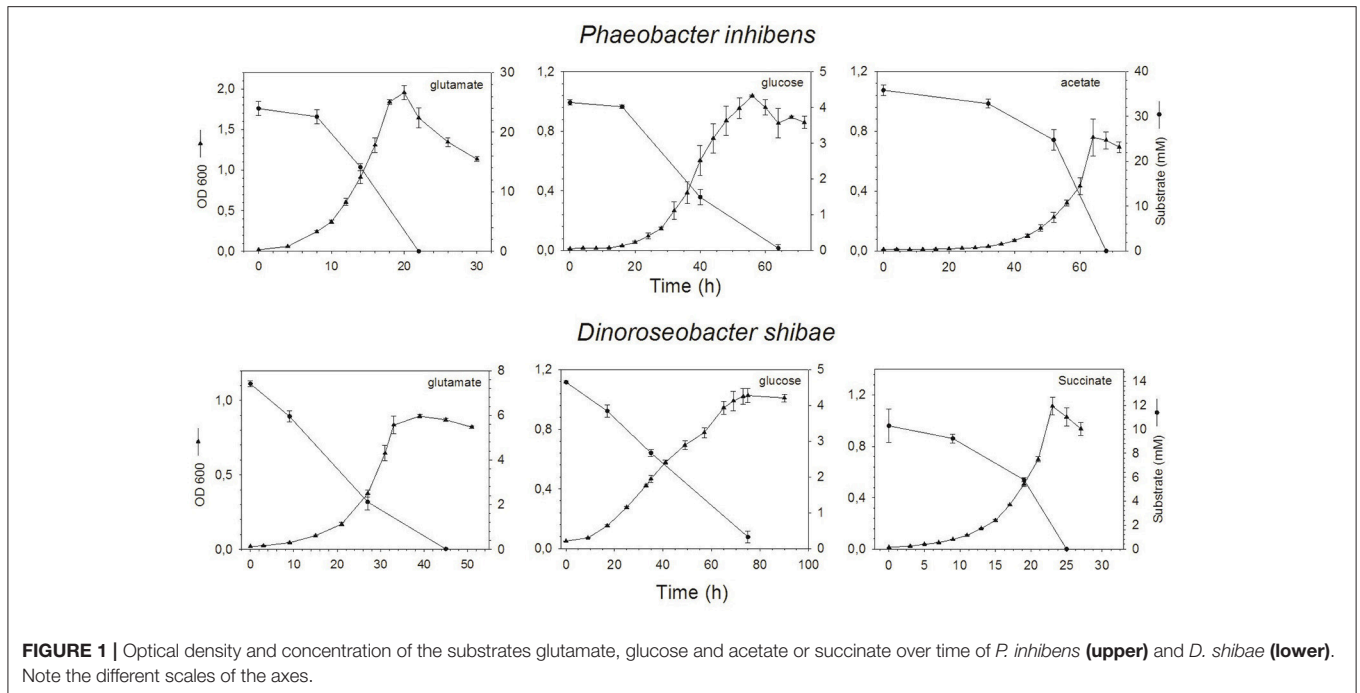 Phaeobacter inhibens
glutamate
glucose
acetate
OD 600
2,0
1,5
1,0
0,5
0,0
30
20
10
0
0 10 20 30
1,2
0,8
0,4
0,0
5
4
3
2
1
0
0 20 40 60
1,2
0,8
0,4
0,0
40
30
20
10
0
0 20 40 60
Substrate (mM)
Time (h)
Dinoroseobacter shibae
glutamate
glucose
Succinate
OD 600
1,0
0,5
0,0
8
6
4
2
0
0 10 20 30 40 50
1,2
0,8
0,4
0,0
5
4
3
2
1
0
0 20 40 60 80 100
1,2
0,8
0,4
0,0
14
12
10
8
6
4
2
0
0 5 10 15 20 25 30
Substrate (mM)
Time (h)
FIGURE 1 | Optical density and concentration of the substrates glutamate, glucose and acetate or succinate over time of P. inhibens (upper) and D. shibae (lower).
Note the different scales of the axes.